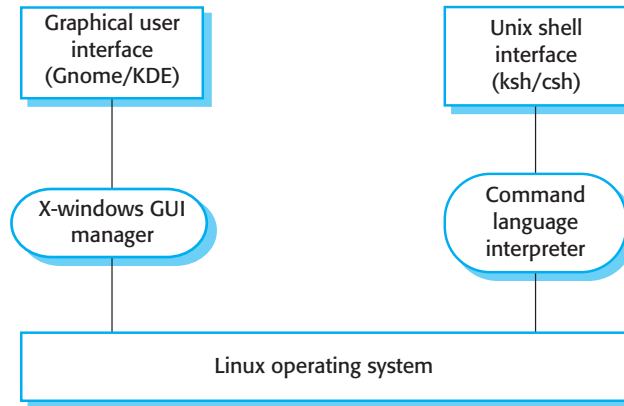 Graphical user
interface
(Gnome/KDE)
Unix shell
interface
(ksh/csh)
X-windows GUI
manager
Command
language
interpreter
Linux operating system